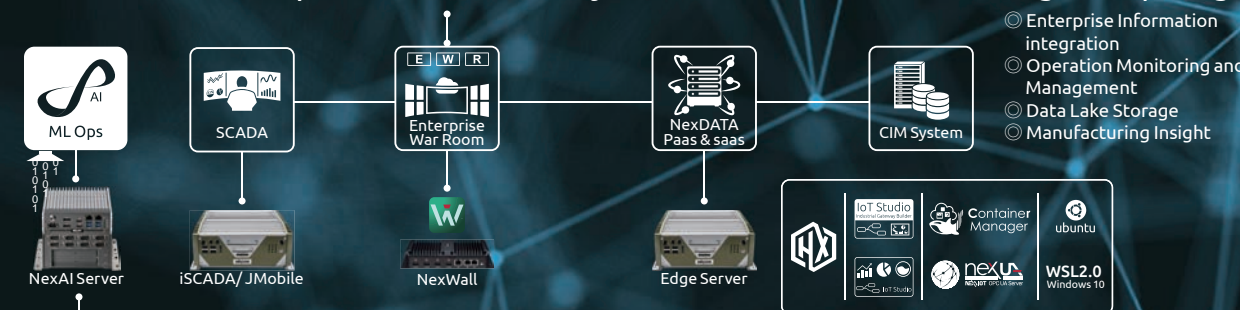 AI
ML Ops
SCADA
E W R
Enterprise
War Room
NexDATA
Paas & saas
CIM System
◎ Enterprise Information
integration
◎ Operation Monitoring and
Management
◎ Data Lake Storage
◎ Manufacturing Insight
NexAI Server
iSCADA/ JMobile
NexWall
Edge Server
HX
IoT Studio
Industrial Gateway Builder
IoT Studio
Container
Manager
nexUA
NEXCOT OPC UA Server
ubuntu
WSL2.0
Windows 10